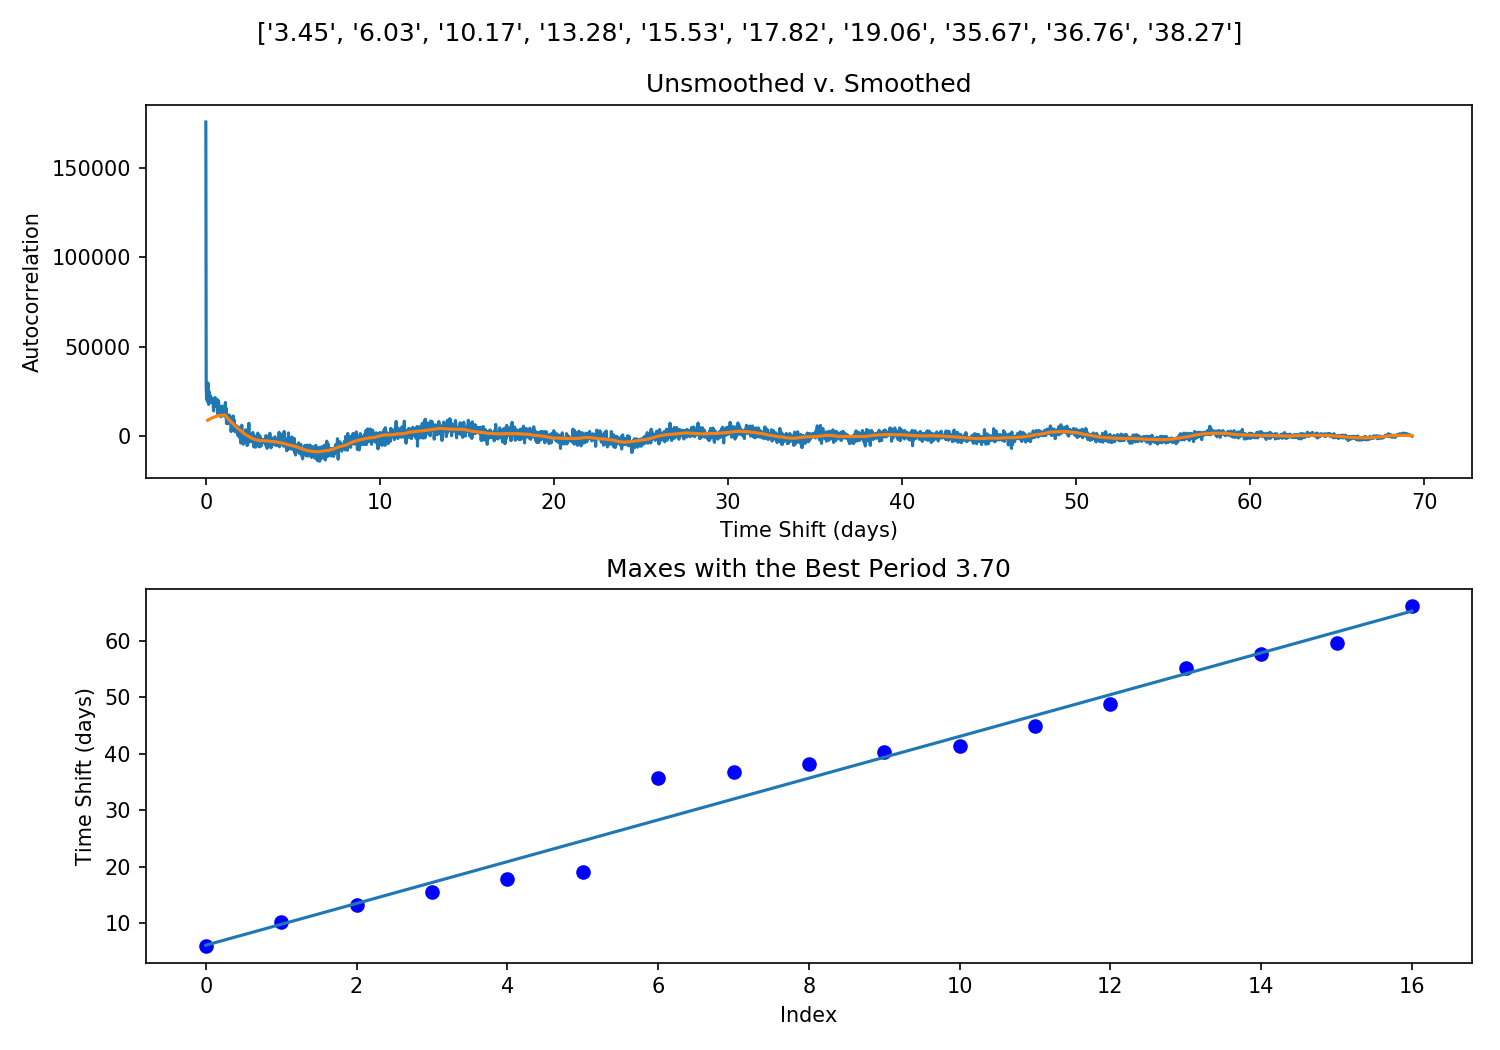 ['3.45', '6.03', '10.17', '13.28', '15.53', '17.82', '19.06', '35.67', '36.76', '38.27']
Unsmoothed v. Smoothed
Autocorrelation
150000
100000
50000
0
0 10 20 30 40 50 60 70
Time Shift (days)
Maxes with the Best Period 3.70
Time Shift (days)
60
50
40
30
20
10
0 2 4 6 8 10 12 14 16
Index